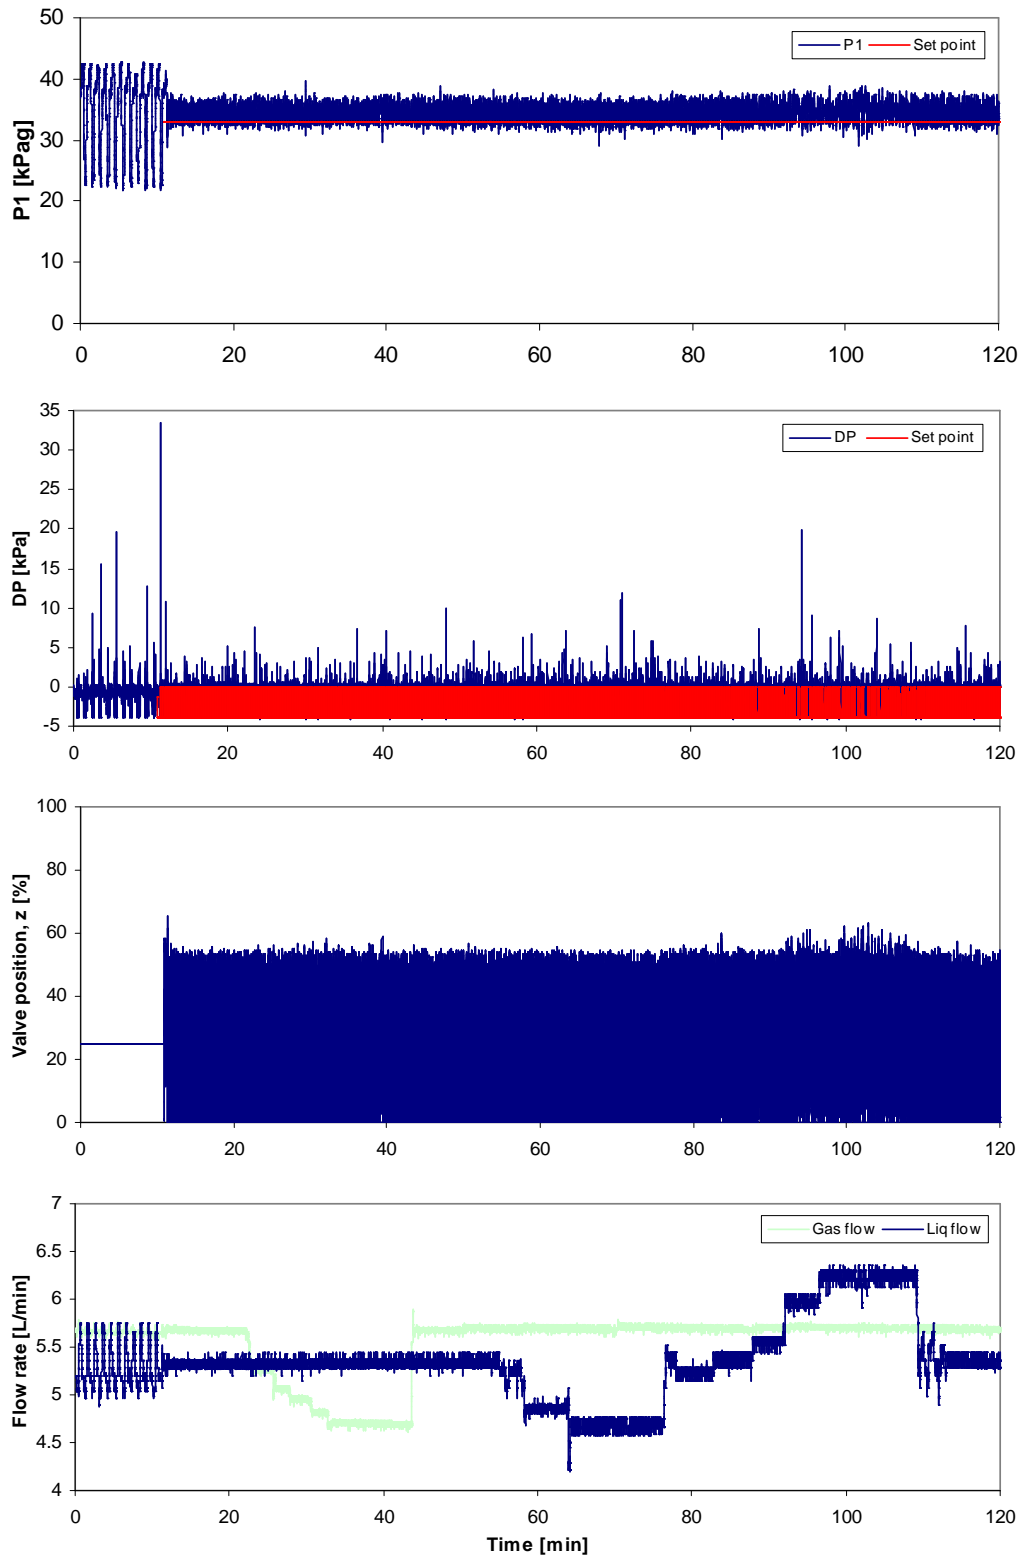 50
40
30
20
10
0
P1 [kPag]
P1 Set point
0 20 40 60 80 100 120
35
30
25
20
15
10
5
0
-5
DP [kPa]
DP Set point
0 20 40 60 80 100 120
100
80
60
40
20
0
Valve position, z [%]
0 20 40 60 80 100 120
7
6.5
6
5.5
5
4.5
4
Flow rate [L/min]
Gas flow Liq flow
0 20 40 60 80 100 120
Time [min]